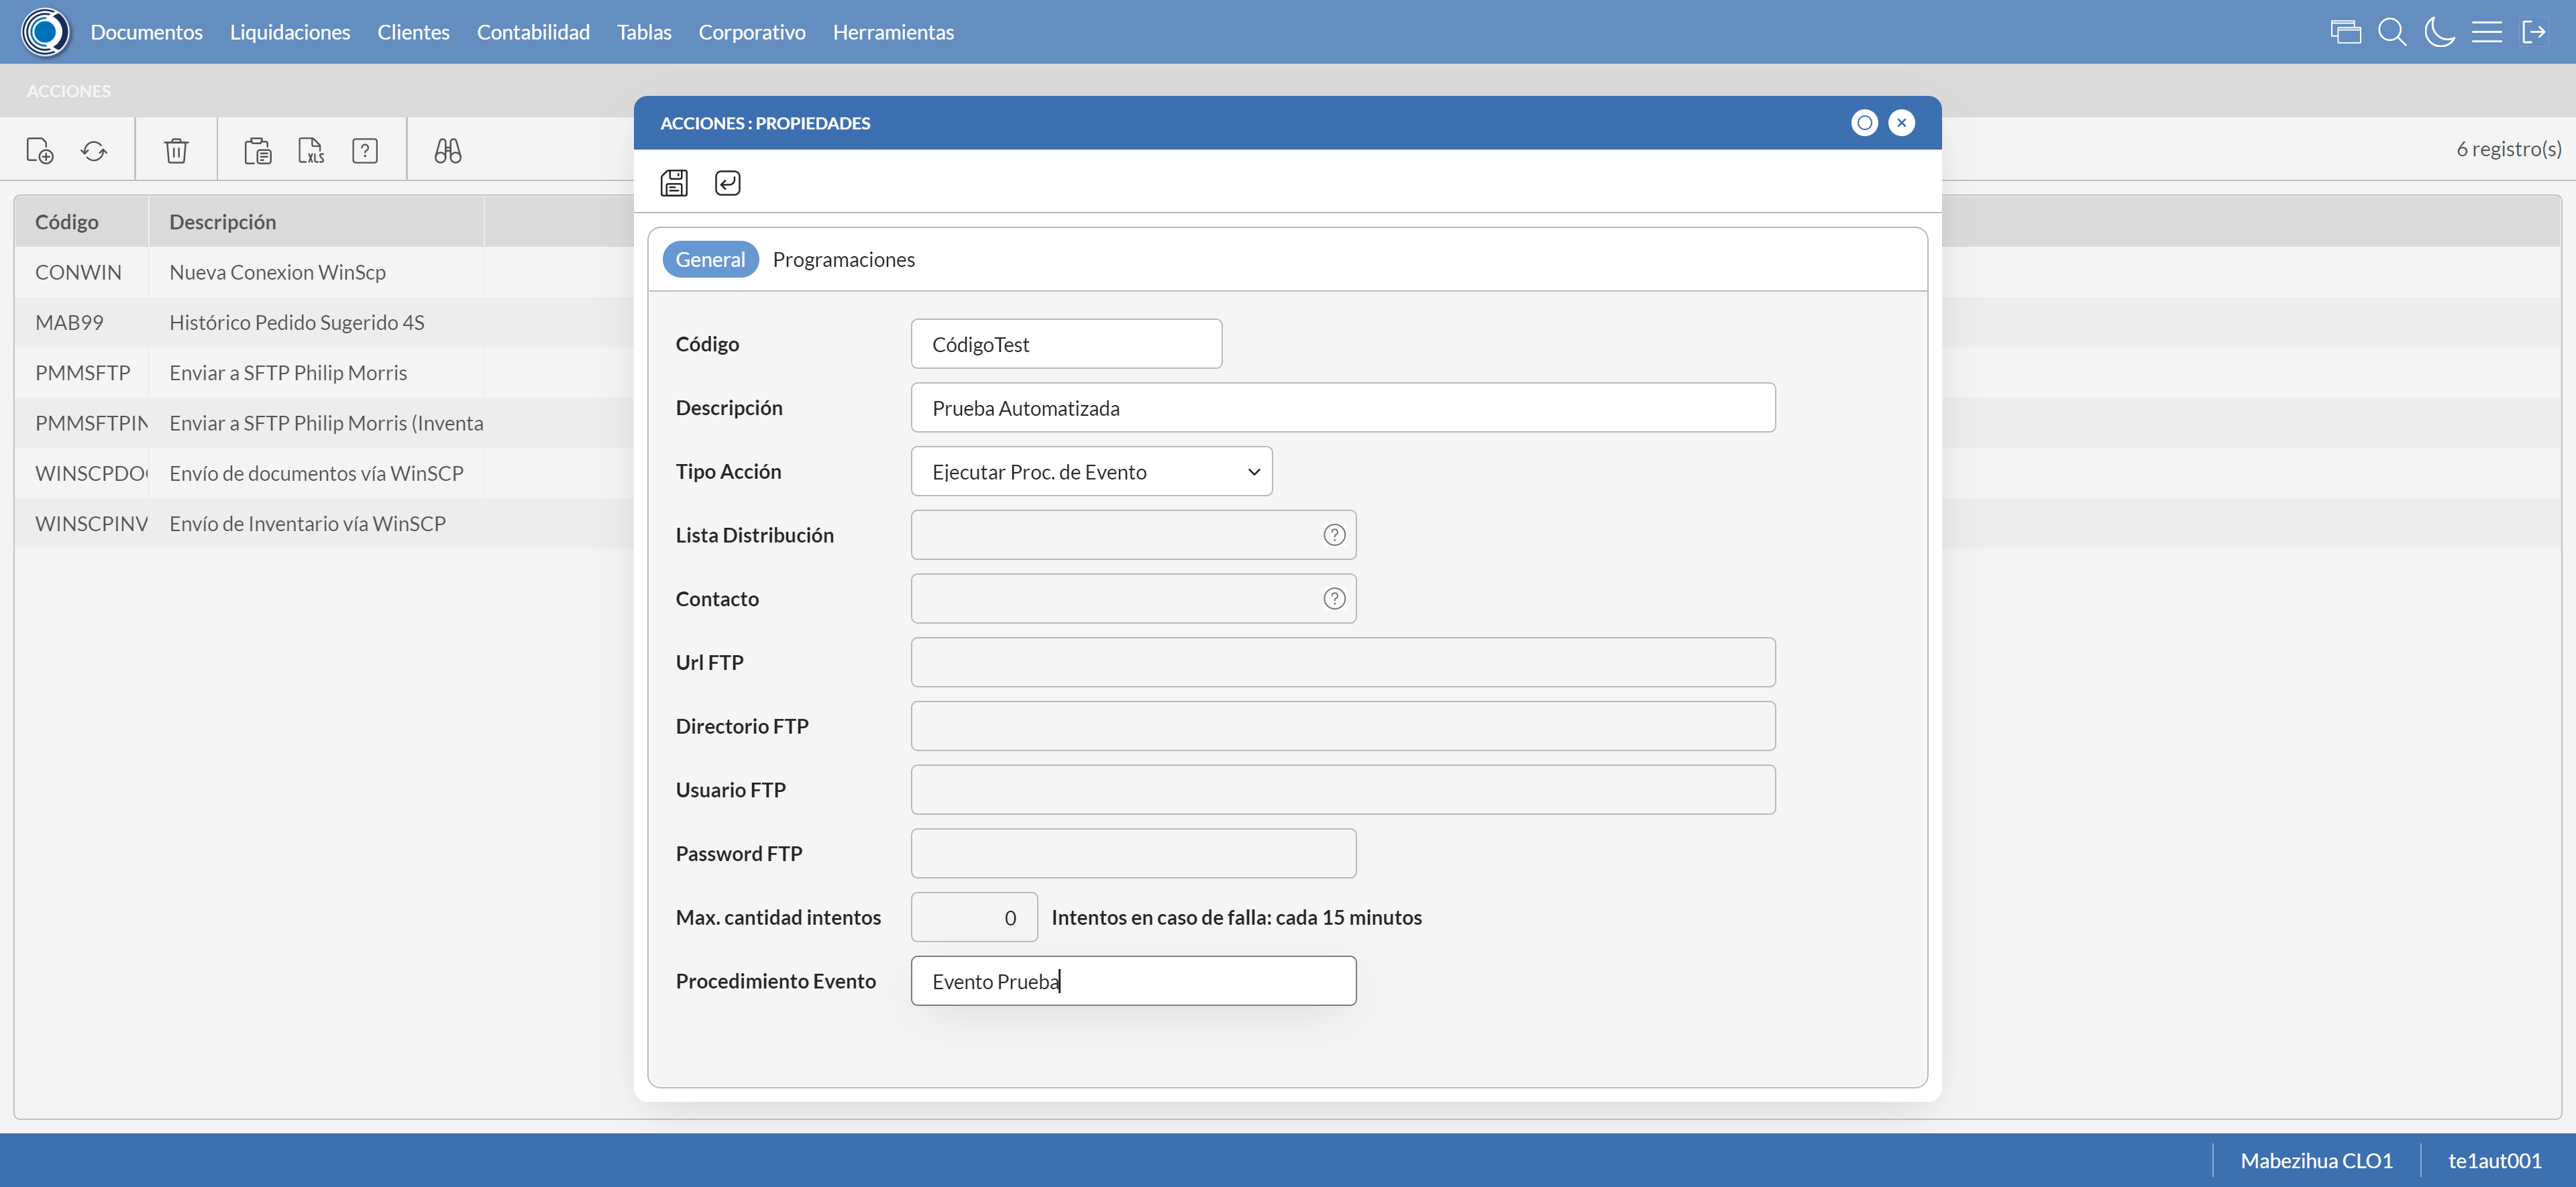 Documentos Liquidaciones Clientes Contabilidad Tablas Corporativo Herramientas
ACCIONES
6 registro(s)
Código Descripción
CONWIN Nueva Conexion WinScp
MAB99 Histórico Pedido Sugerido 4S
PMMSFTP Enviar a SFTP Philip Morris
PMMSFTPIN Enviar a SFTP Philip Morris (Inventa
WINSCPDO Envío de documentos vía WinSCP
WINSCPINV Envío de Inventario vía WinSCP
ACCIONES : PROPIEDADES
General Programaciones
Código CódigoTest
Descripción Prueba Automatizada
Tipo Acción Ejecutar Proc. de Evento
Lista Distribución
Contacto
Url FTP
Directorio FTP
Usuario FTP
Password FTP
Max. cantidad intentos 0 Intentos en caso de falla: cada 15 minutos
Procedimiento Evento Evento Prueba
Mabezihua CLO1 te1aut001